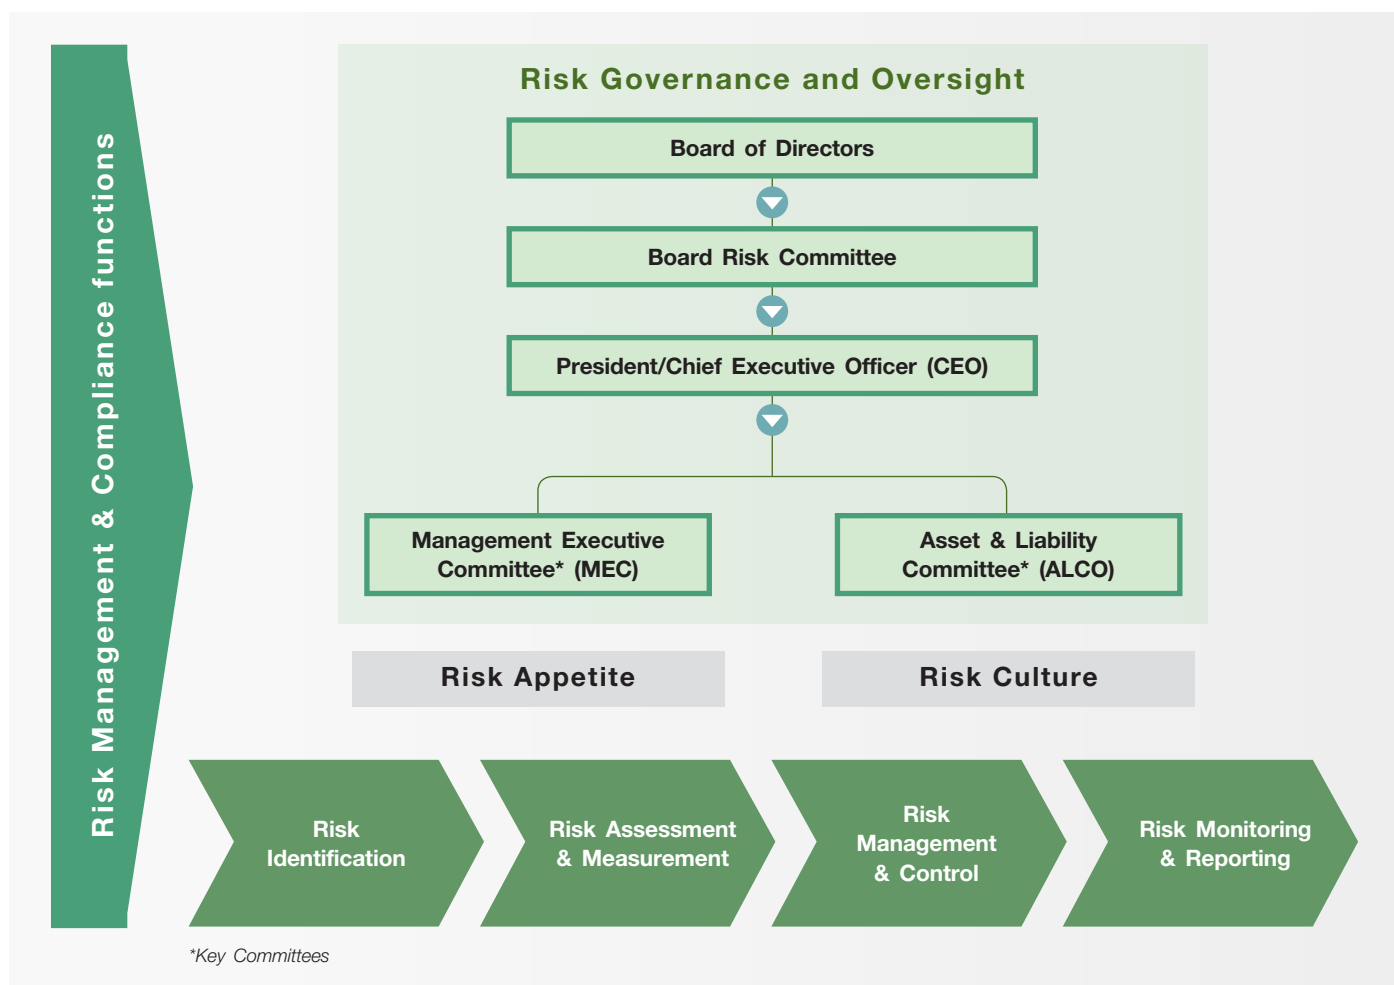 Risk Management & Compliance functions
Risk Governance and Oversight
Board of Directors
Board Risk Committee
President/Chief Executive Officer (CEO)
Management Executive
Committee* (MEC)
Asset & Liability
Committee* (ALCO)
Risk Appetite
Risk Culture
Risk
Identification
Risk Assessment
& Measurement
Risk
Management
& Control
Risk Monitoring
& Reporting
*Key Committees